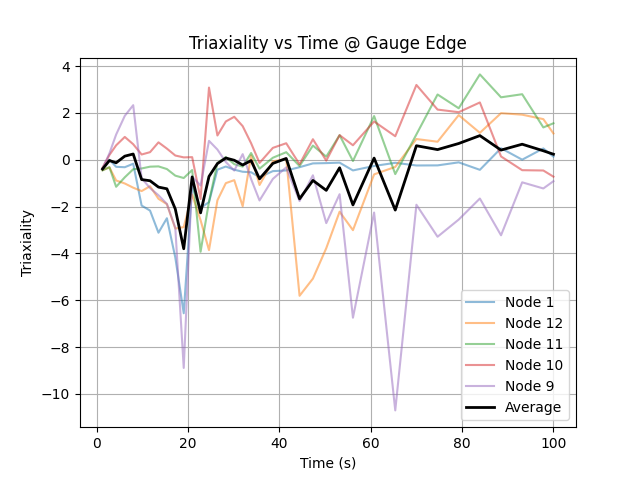 Triaxiality vs Time @ Gauge Edge
Triaxiality
4
2
0
−2
−4
−6
−8
−10
0 20 40 60 80 100
Time (s)
Node 1
Node 12
Node 11
Node 10
Node 9
Average